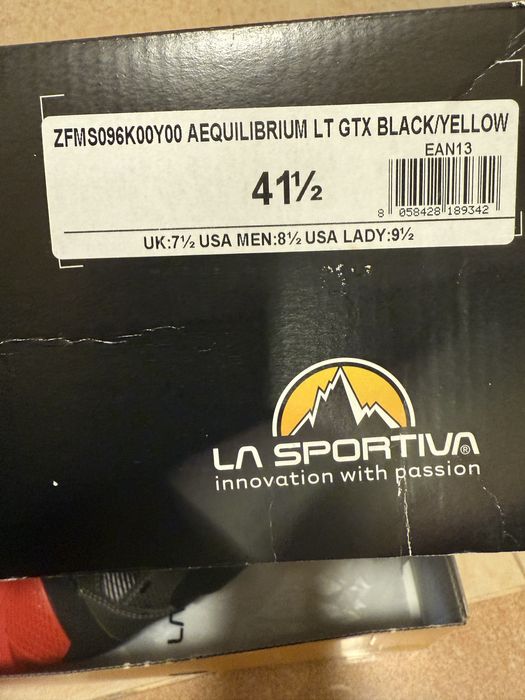 ZFMS096K00Y00 AEQUILIBRIUM LT GTX BLACK/YELLOW
EAN13
41½
8 058428 189342
UK:7½ USA MEN:8½ USA LADY:9½
LA SPORTIVA®
innovation with passion
LA